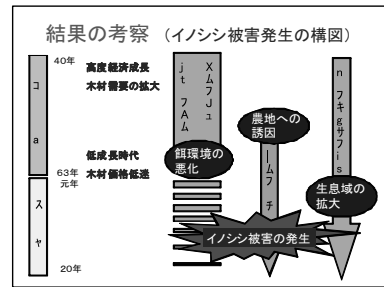 結果の考察 （イノシシ被害発生の構図）
40年
高度経済成長
木材需要の拡大
低成長時代
木材価格低迷
63年
元年
20年
コ
a
ス
ヤ
餌環境の
悪化
農地への
誘因
生息域の
拡大
イノシシ被害の発生